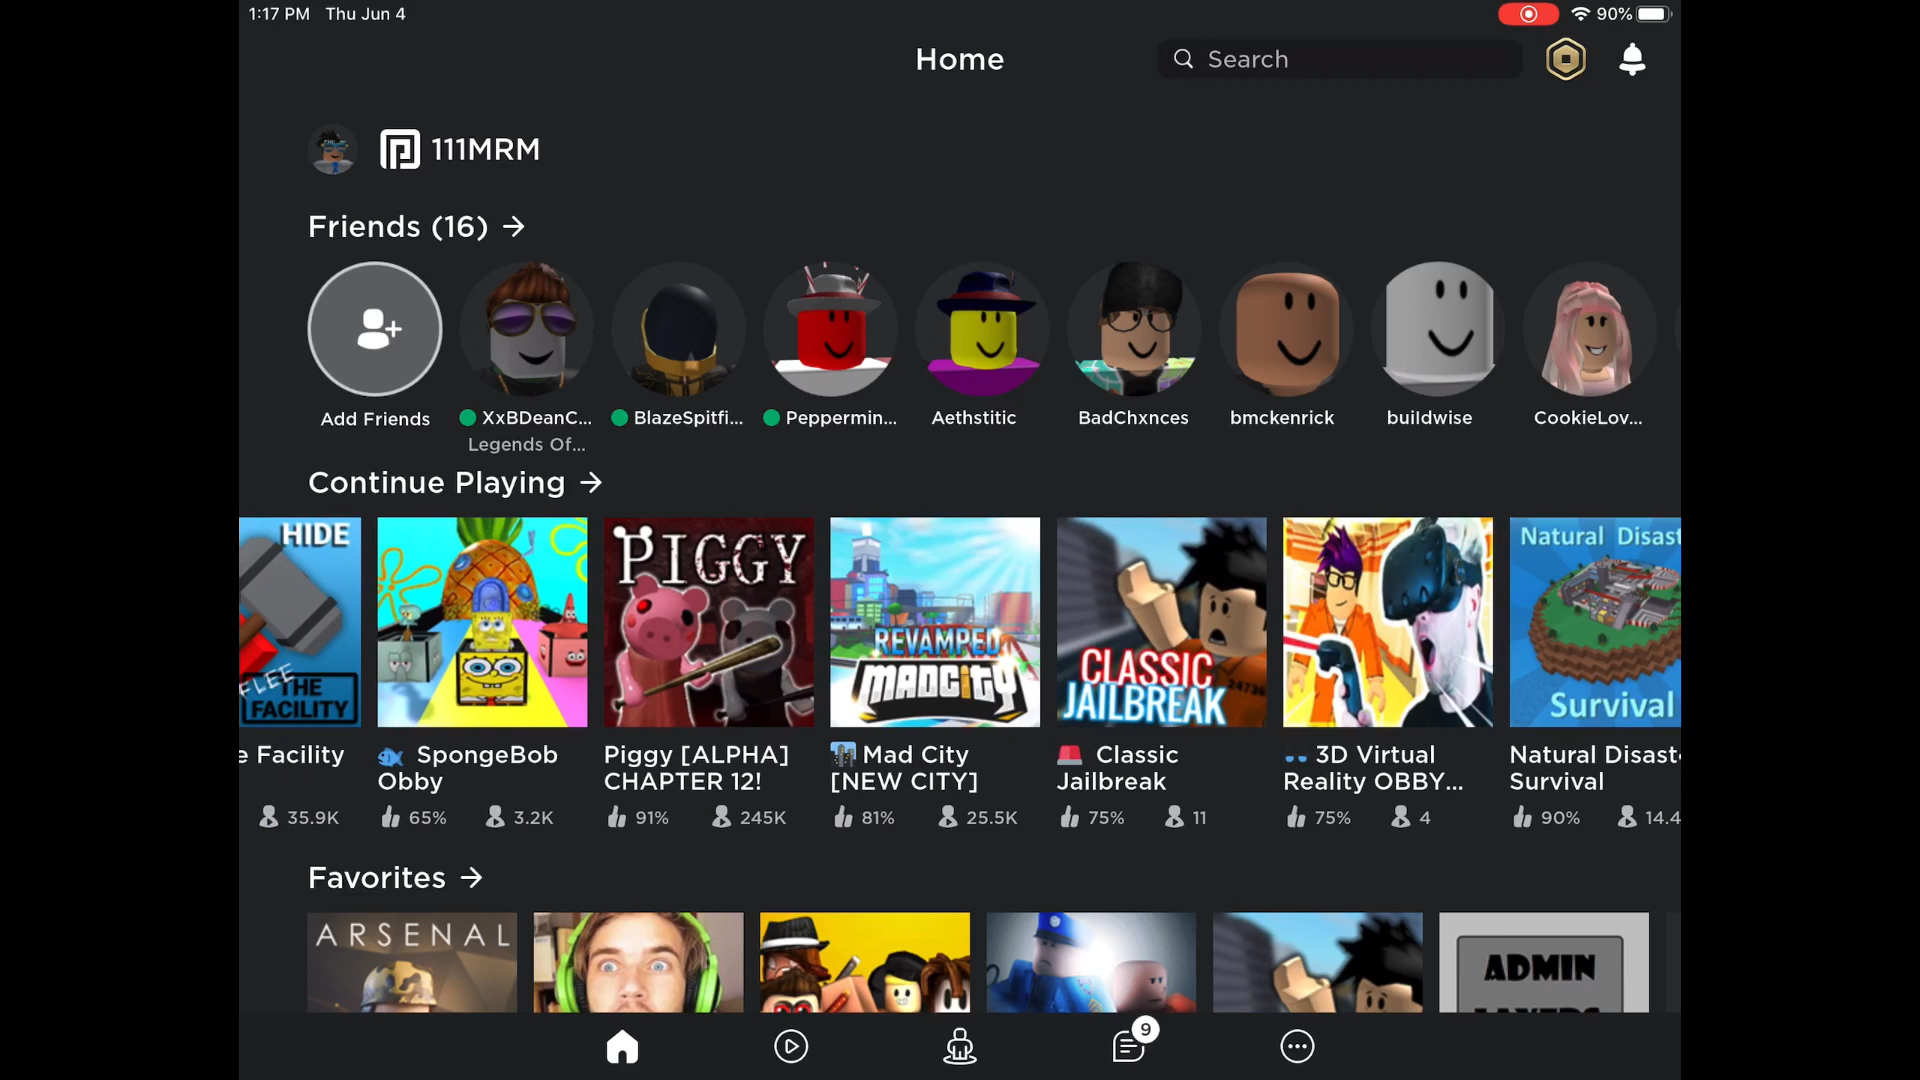 1:17 PM Thu Jun 4
90%
Home
Search
111MRM
Friends (16) →
Add Friends
XxBDeanC...
BlazeSpitfi...
Peppermin...
Aethstitic
BadChxnces
bmckenrick
buildwise
CookieLov...
Legends Of...
Continue Playing →
HIDE
FLEE
THE
FACILITY
PIGGY
REVAMPED
MADCITY
CLASSIC
JAILBREAK
Natural Disast
Survival
e Facility
SpongeBob
Obby
Piggy [ALPHA]
CHAPTER 12!
Mad City
[NEW CITY]
Classic
Jailbreak
3D Virtual
Reality OBBY...
Natural Disast
Survival
35.9K
65% 3.2K
91% 245K
81% 25.5K
75% 11
75% 4
90% 14.4
Favorites →
ARSENAL
ADMIN
9